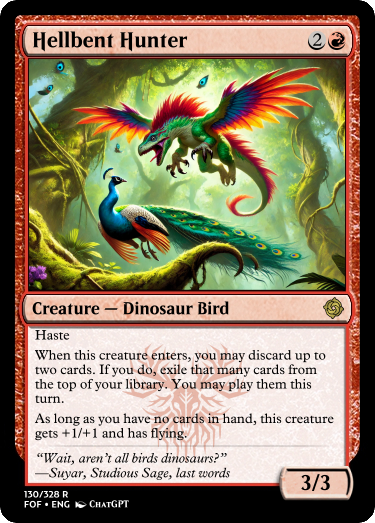 Hellbent Hunter 2
Creature — Dinosaur Bird
Haste
When this creature enters, you may discard up to
two cards. If you do, exile that many cards from
the top of your library. You may play them this
turn.
As long as you have no cards in hand, this creature
gets +1/+1 and has flying.
“Wait, aren't all birds dinosaurs?”
—Suyar, Studious Sage, last words
3/3
130/328 R
FOF • ENG ChatGPT